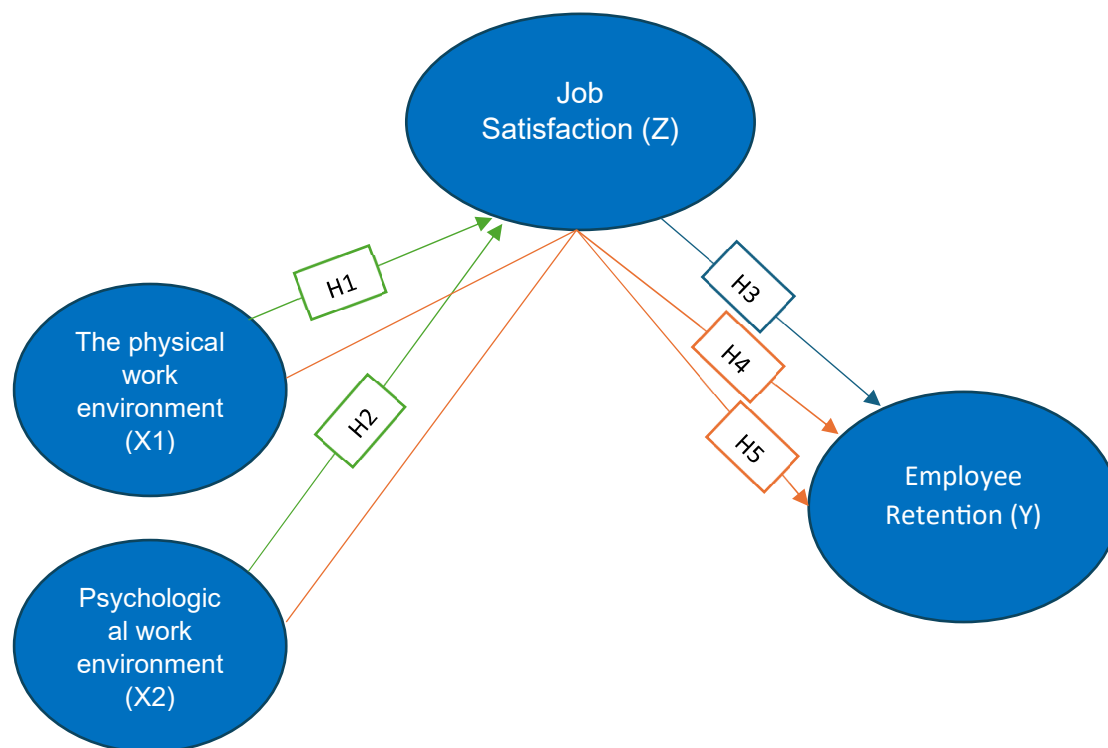 Job
Satisfaction (Z)
H1
H3
The physical
work
environment
(X1)
H4
H2
H5
Employee
Retention (Y)
Psychologic
al work
environment
(X2)